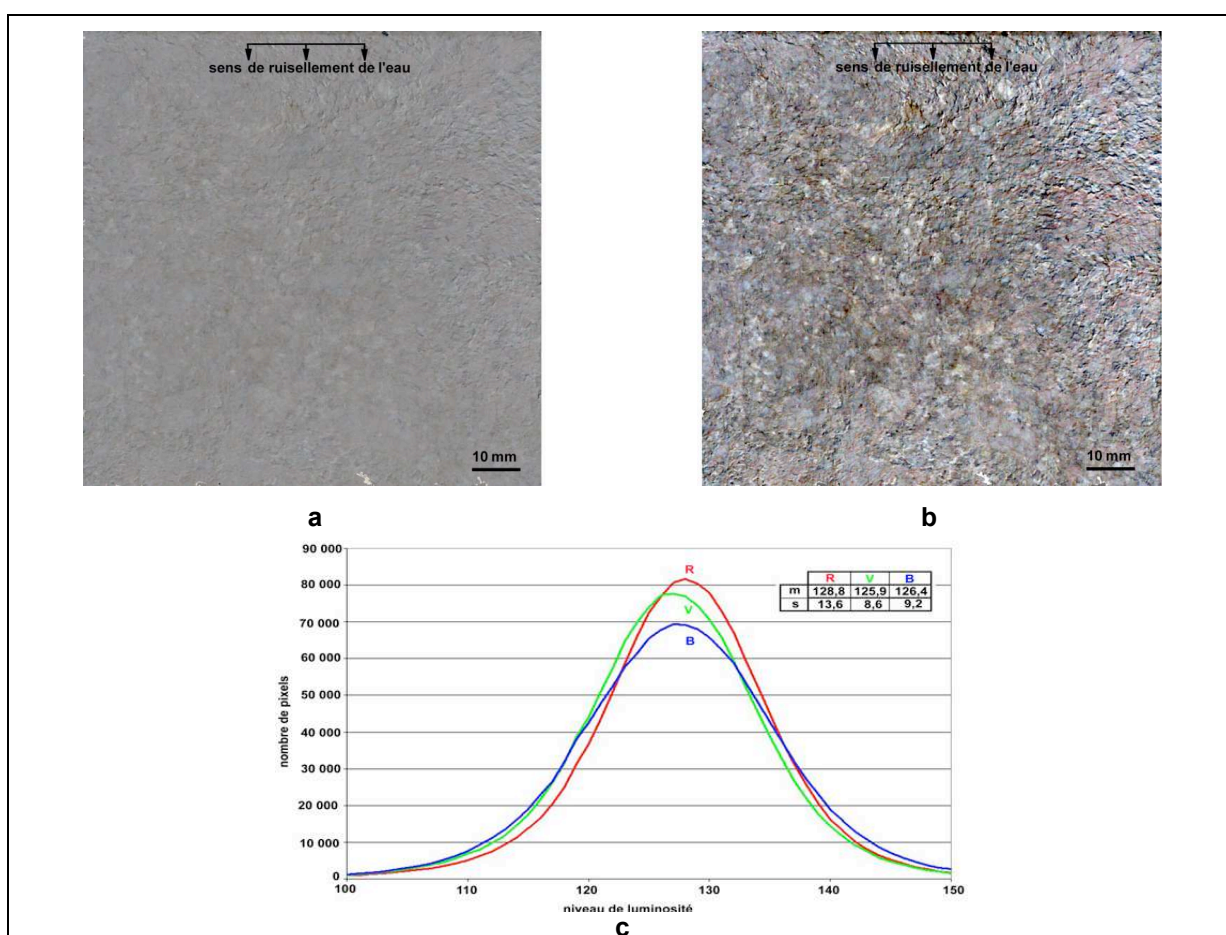 sens de ruisellement de l'eau
sens de ruisellement de l'eau
10 mm
10 mm
a
b
90 000
80 000
70 000
60 000
50 000
40 000
30 000
20 000
10 000
0
nombre de pixels
R
V
B
R V B
m 128,8 125,9 126,4
s 13,6 8,6 9,2
100 110 120 130 140 150
niveau de luminosité
c